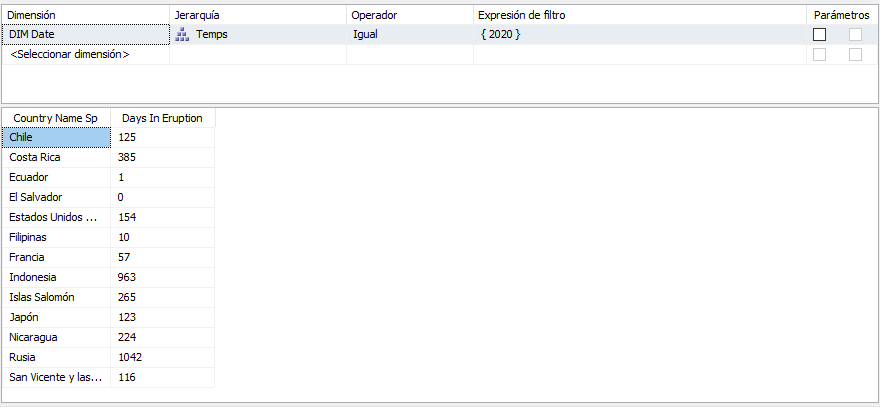 Dimensión Jerarquía Operador Expresión de filtro Parámetros
DIM Date Temps Igual { 2020 }
<Seleccionar dimensión>
Country Name Sp Days In Eruption
Chile 125
Costa Rica 385
Ecuador 1
El Salvador 0
Estados Unidos ... 154
Filipinas 10
Francia 57
Indonesia 963
Islas Salomón 265
Japón 123
Nicaragua 224
Rusia 1042
San Vicente y las... 116